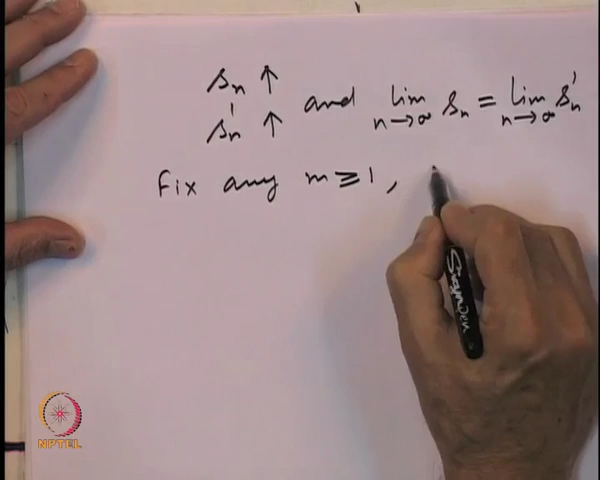 sₙ ↑
s'ₙ ↑ and lim n→∞ sₙ = lim n→∞ s'ₙ
Fix any m ≥ 1,
NPTEL